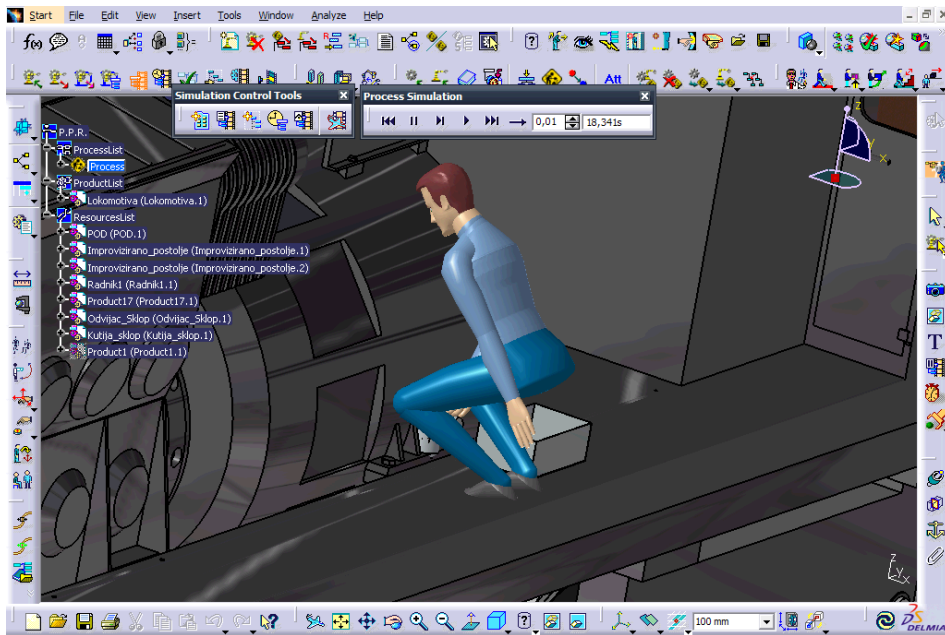 Start File Edit View Insert Tools Window Analyze Help
f(x)
Att
Simulation Control Tools
Process Simulation
0,01 18,341s
P.P.R.
ProcessList
Process
ProductList
Lokomotiva (Lokomotiva.1)
ResourcesList
POD (POD.1)
Improvizirano_postolje (Improvizirano_postolje.1)
Improvizirano_postolje (Improvizirano_postolje.2)
Radnik1 (Radnik1.1)
Product17 (Product17.1)
Odvijac_Sklop (Odvijac_Sklop.1)
Kutija_sklop (Kutija_sklop.1)
Product1 (Product1.1)
z
y
x
T
z
y
x
100 mm
DELMIA